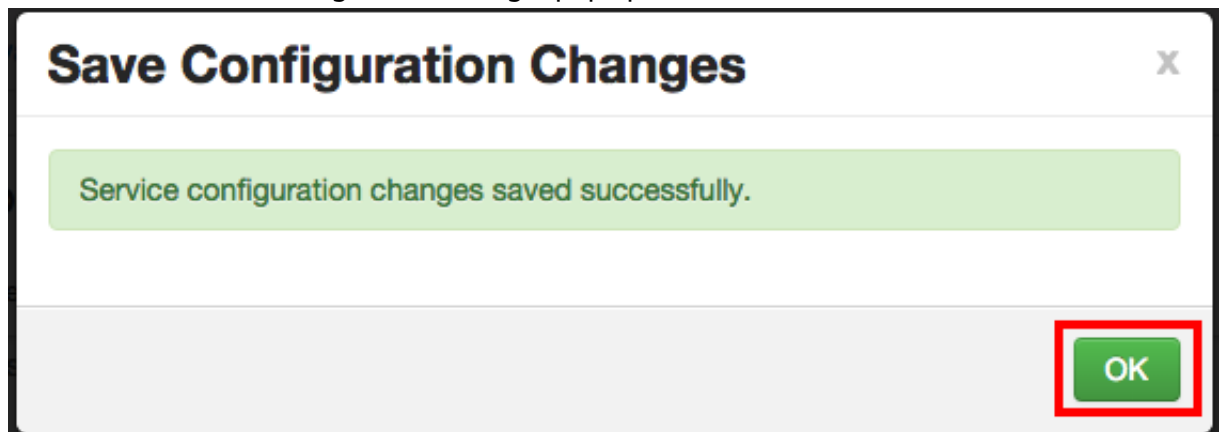 Save Configuration Changes
x
Service configuration changes saved successfully.
OK